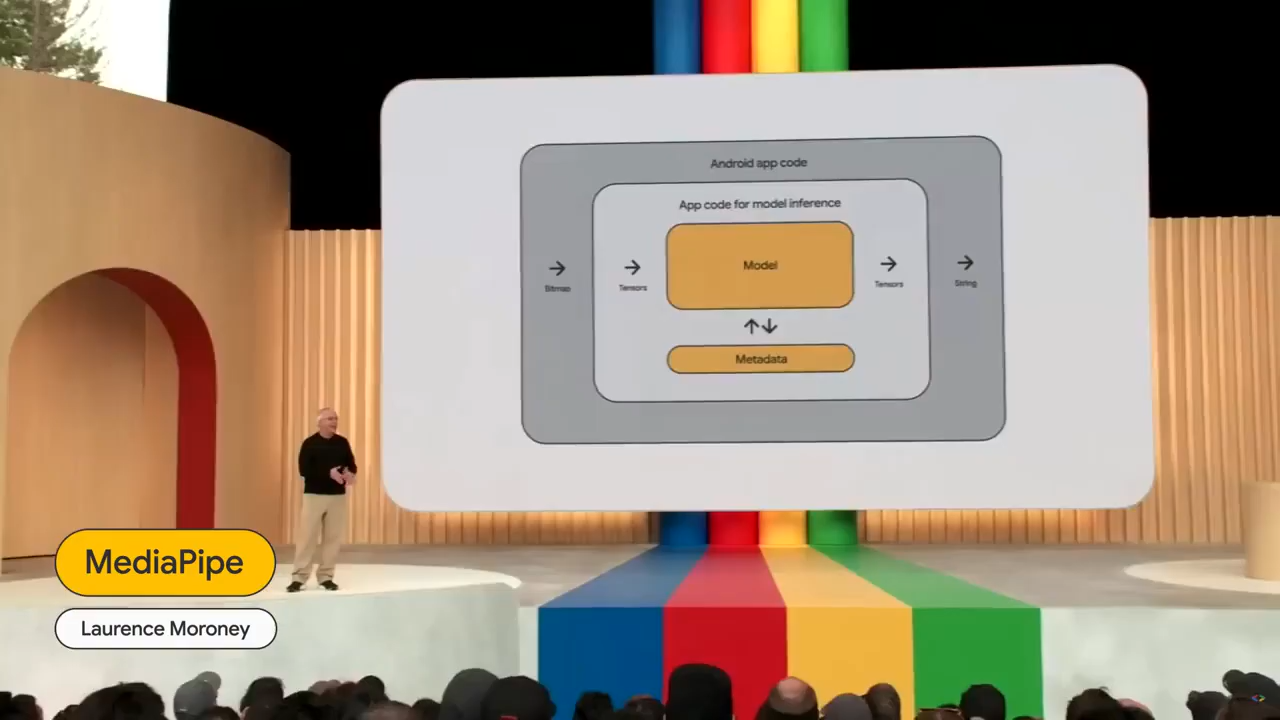 Android app code
App code for model inference
Model
Bitmap
Tensors
Tensors
String
Metadata
MediaPipe
Laurence Moroney